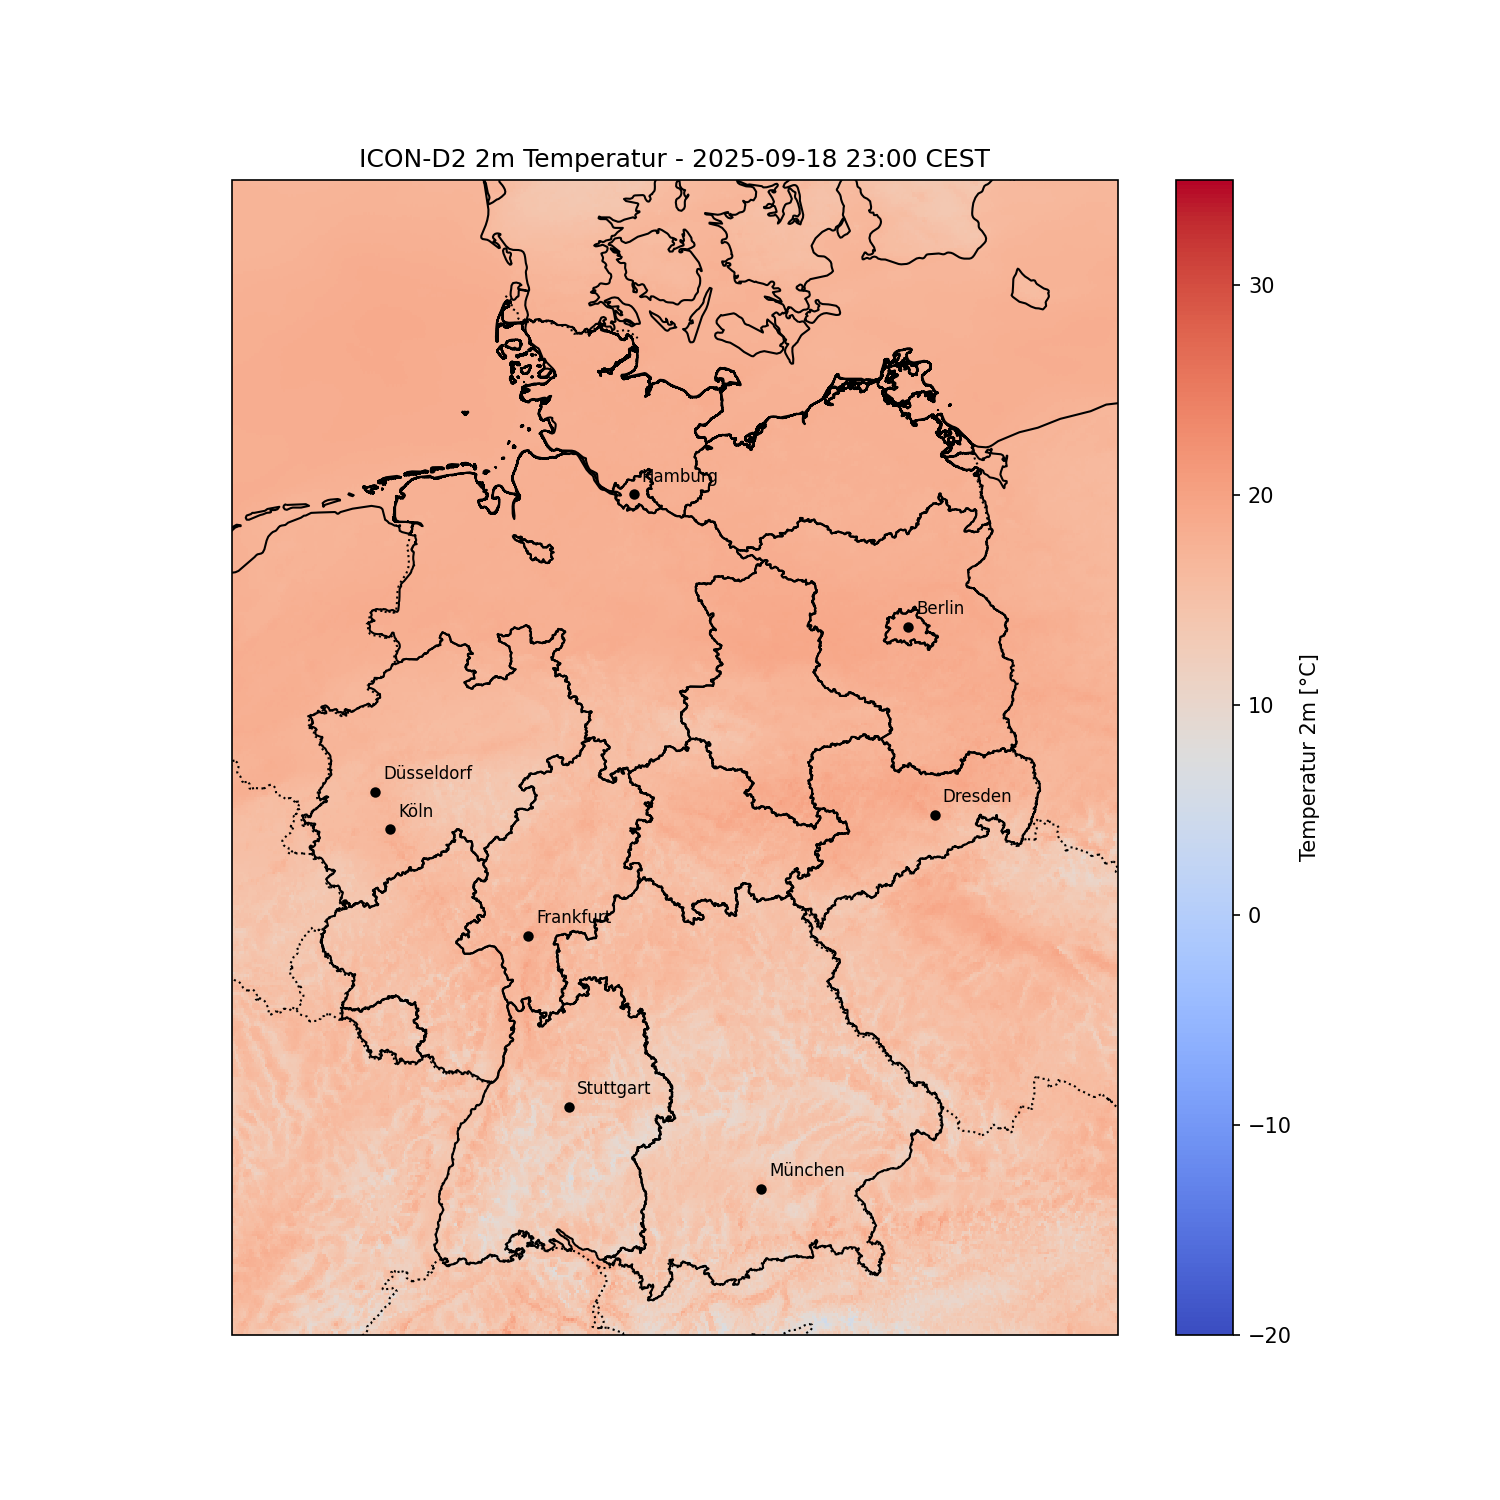 ICON-D2 2m Temperatur - 2025-09-18 23:00 CEST
Hamburg
Berlin
Düsseldorf
Köln
Dresden
Frankfurt
Stuttgart
München
30
20
10
0
−10
−20
Temperatur 2m [°C]